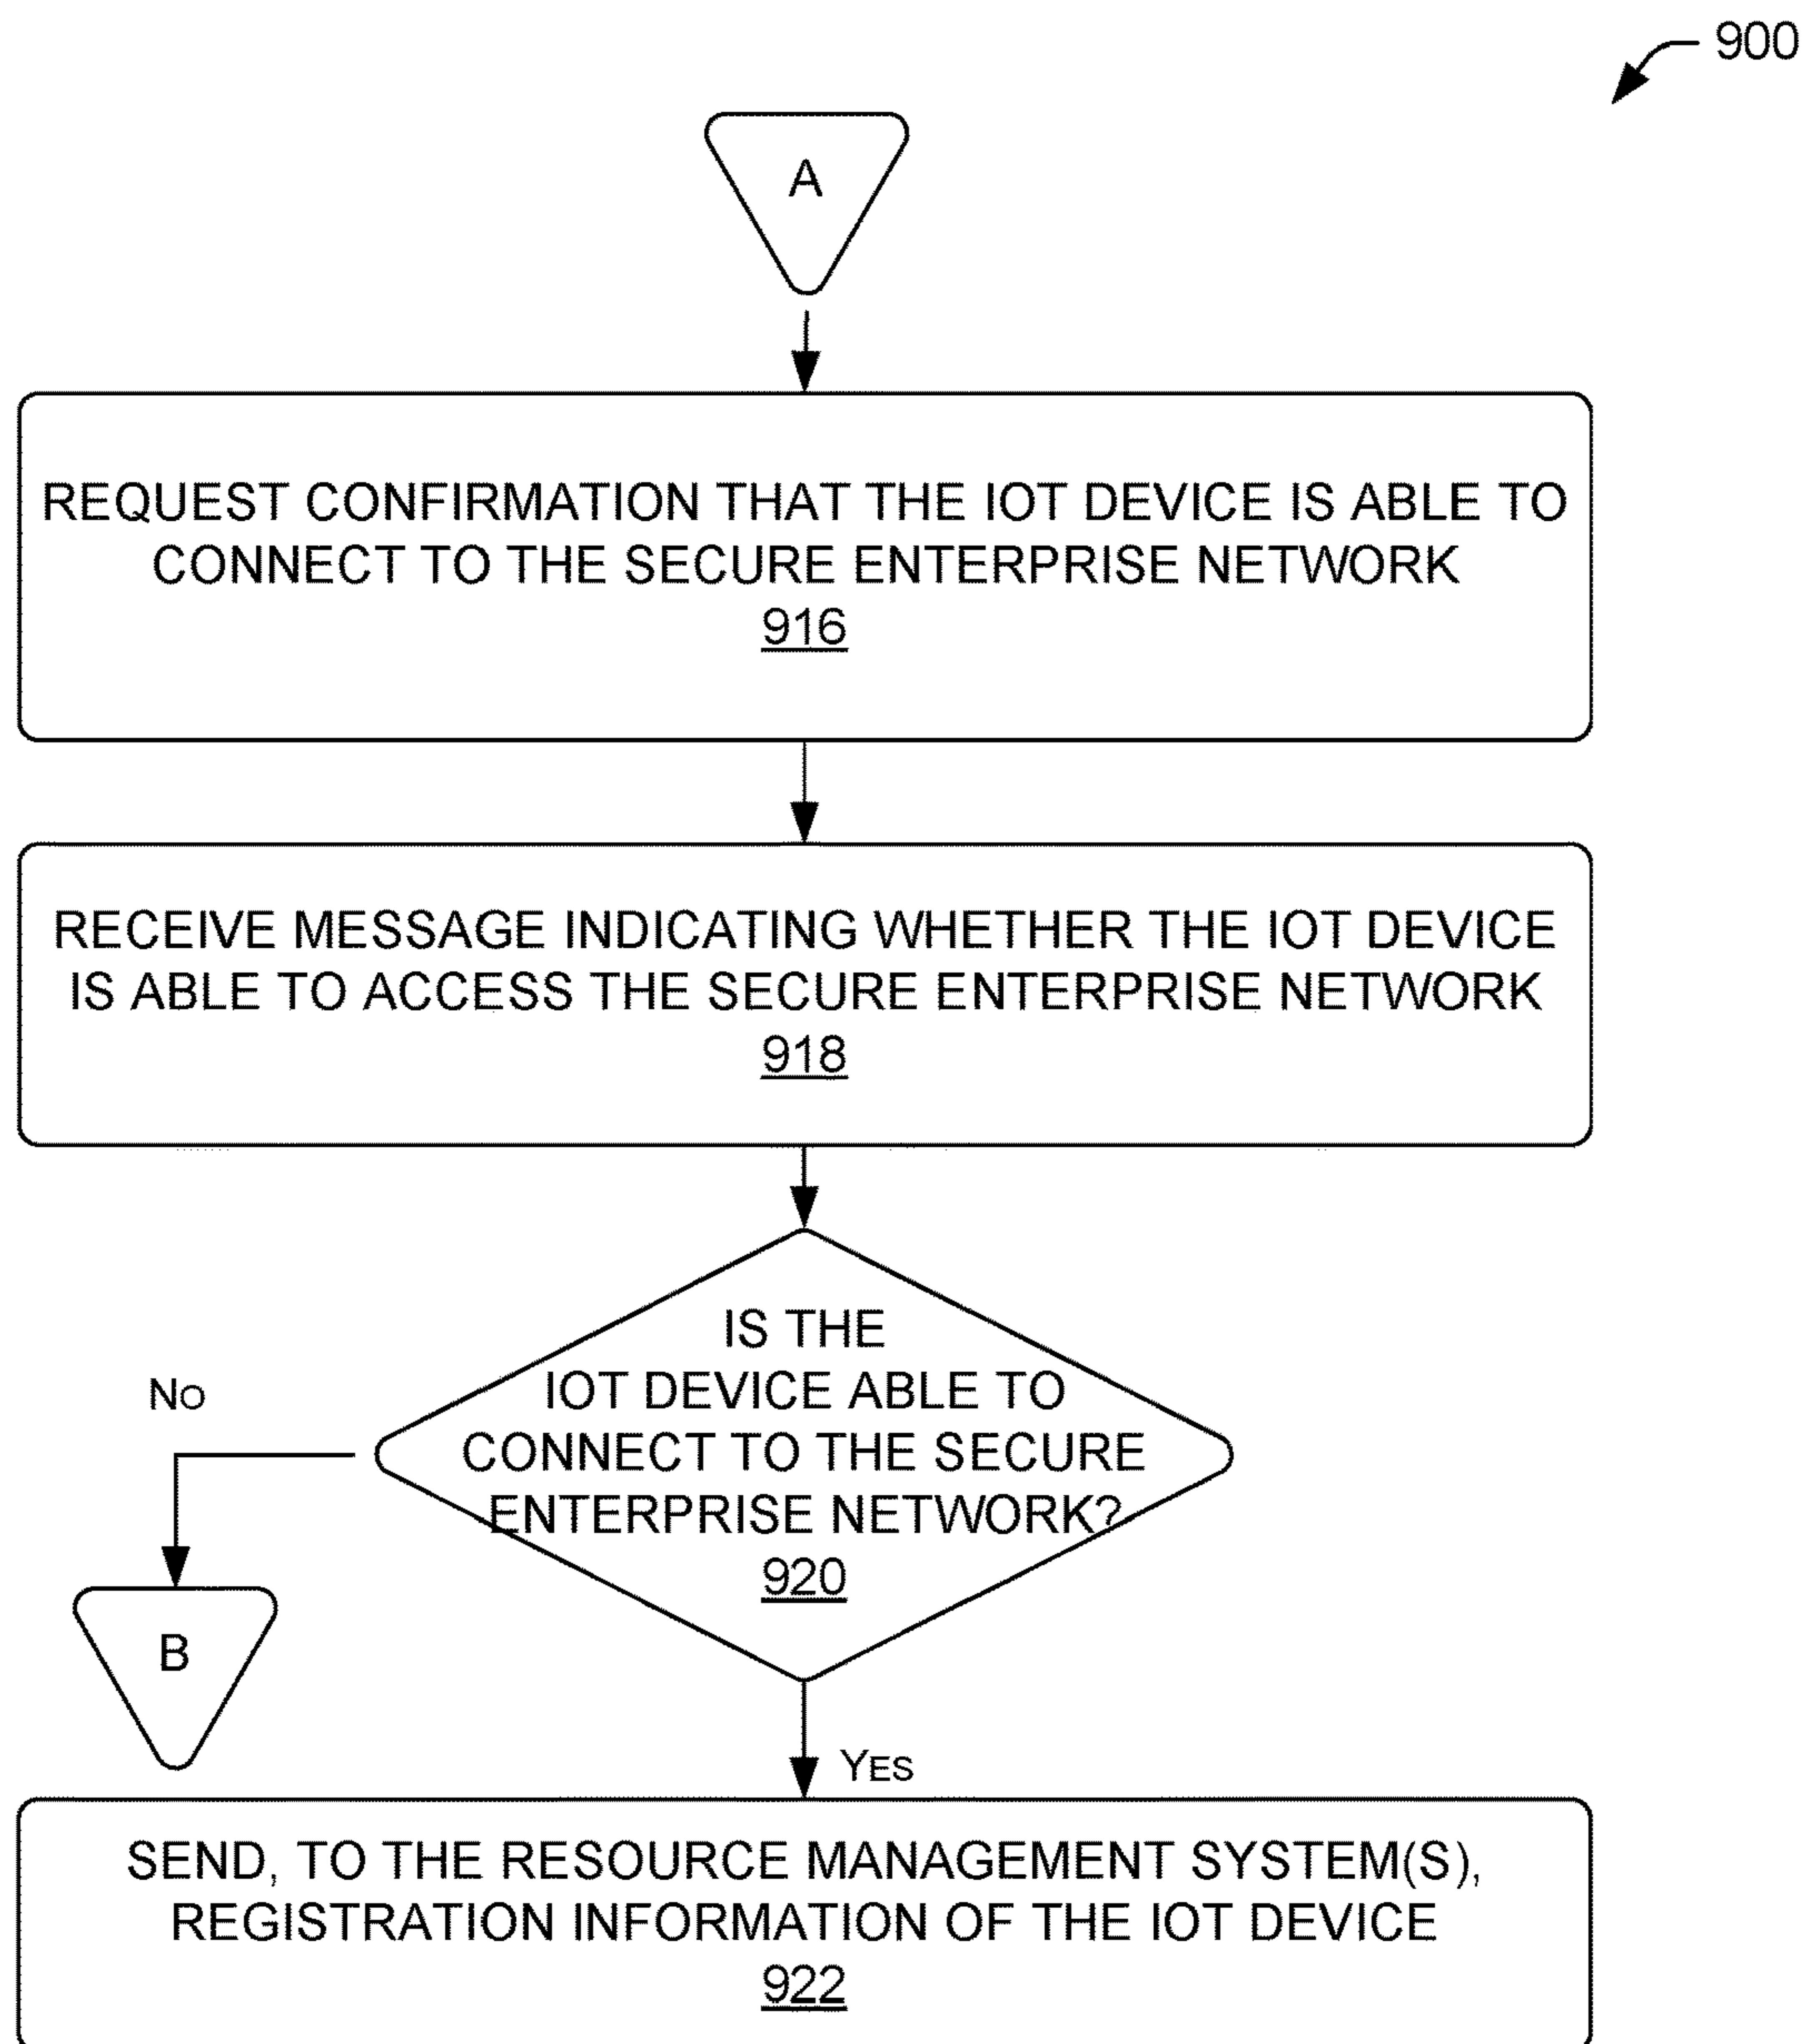 900
A
REQUEST CONFIRMATION THAT THE IOT DEVICE IS ABLE TO
CONNECT TO THE SECURE ENTERPRISE NETWORK
916
RECEIVE MESSAGE INDICATING WHETHER THE IOT DEVICE
IS ABLE TO ACCESS THE SECURE ENTERPRISE NETWORK
918
IS THE
IOT DEVICE ABLE TO
CONNECT TO THE SECURE
ENTERPRISE NETWORK?
920
NO
B
YES
SEND, TO THE RESOURCE MANAGEMENT SYSTEM(S),
REGISTRATION INFORMATION OF THE IOT DEVICE
922